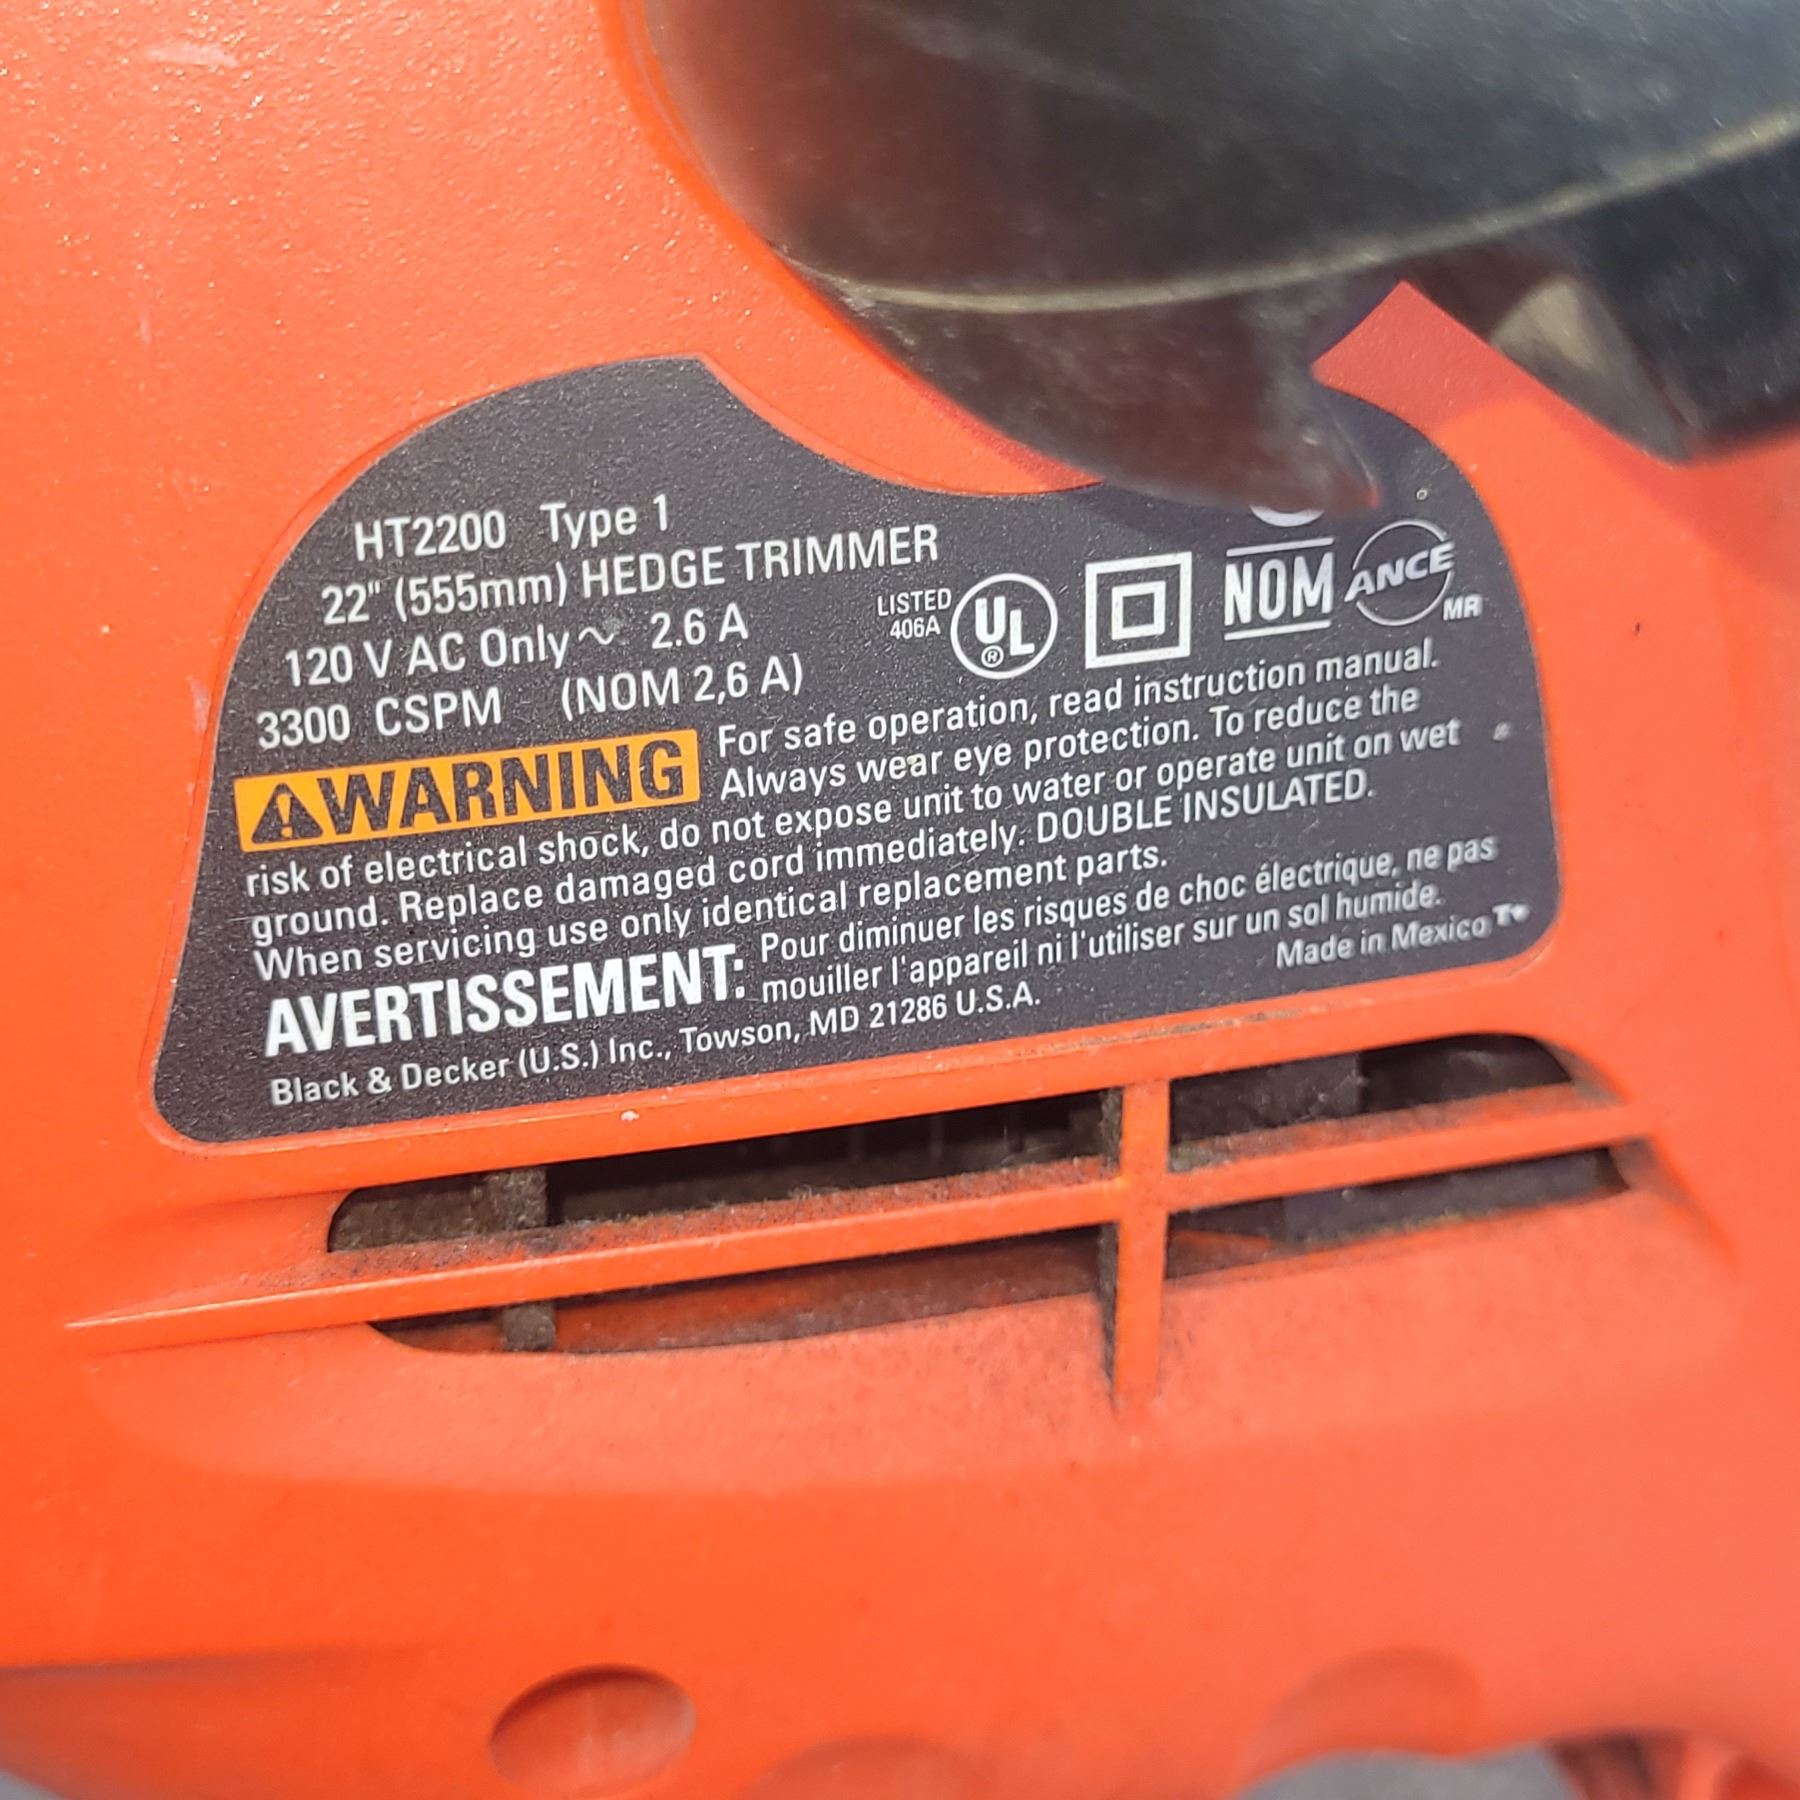 HT2200 Type 1
22" (555mm) HEDGE TRIMMER
120 V AC Only ~ 2.6 A
3300 CSPM (NOM 2,6 A)
LISTED
406A
UL
®
NOM
ANCE
MR
WARNING For safe operation, read instruction manual.
Always wear eye protection. To reduce the
risk of electrical shock, do not expose unit to water or operate unit on wet
ground. Replace damaged cord immediately. DOUBLE INSULATED.
When servicing use only identical replacement parts.
AVERTISSEMENT: Pour diminuer les risques de choc électrique, ne pas
mouiller l'appareil ni l'utiliser sur un sol humide.
Black & Decker (U.S.) Inc., Towson, MD 21286 U.S.A.
Made in Mexico